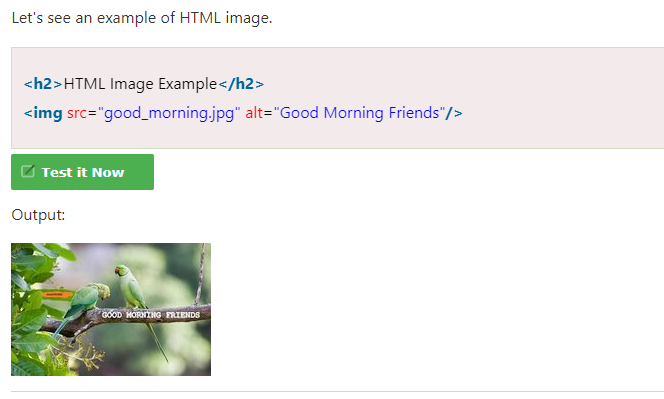 Let's see an example of HTML image.
<h2>HTML Image Example</h2>
<img src="good_morning.jpg" alt="Good Morning Friends"/>
Test it Now
Output:
GOOD MORNING FRIENDS